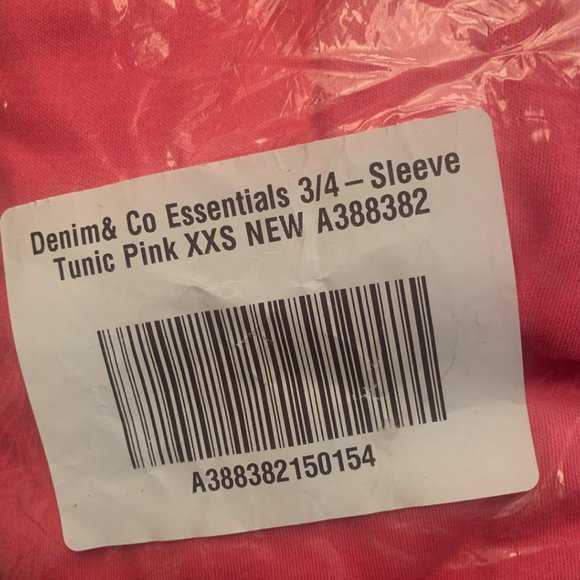 Denim& Co Essentials 3/4 – Sleeve
Tunic Pink XXS NEW A388382
A388382150154